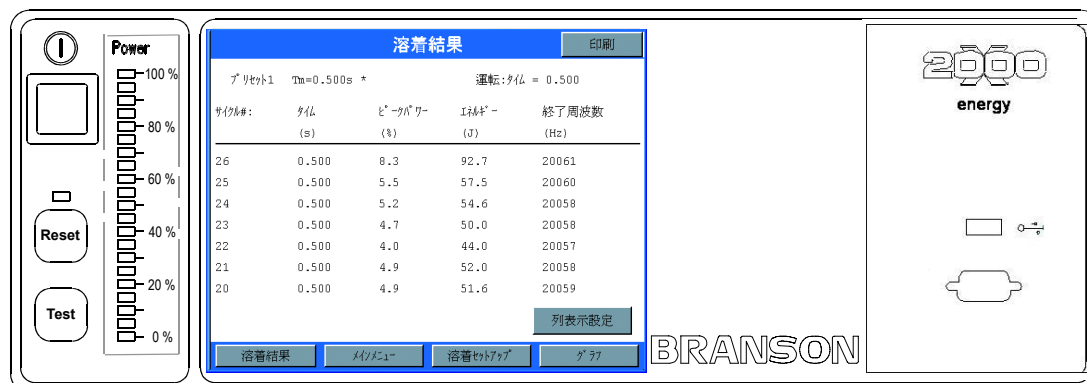 Power
100 %
80 %
60 %
40 %
20 %
0 %
Reset
Test
溶着結果
印刷
ﾌﾟﾘｾｯﾄ1 Tm=0.500s * 運転:ﾀｲﾑ = 0.500
ｻｲｸﾙ#: ﾀｲﾑ ﾋﾟｰｸﾊﾟﾜｰ ｴﾈﾙｷﾞｰ 終了周波数
(s) (%) (J) (Hz)
26 0.500 8.3 92.7 20061
25 0.500 5.5 57.5 20060
24 0.500 5.2 54.6 20058
23 0.500 4.7 50.0 20058
22 0.500 4.0 44.0 20057
21 0.500 4.9 52.0 20058
20 0.500 4.9 51.6 20059
列表示設定
溶着結果 ﾒｲﾝﾒﾆｭｰ 溶着ｾｯﾄｱｯﾌﾟ ｸﾞﾗﾌ
BRANSON
2000
energy